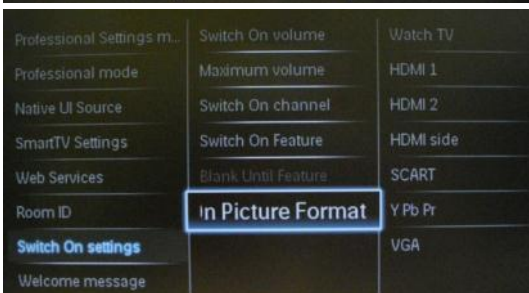 Professional Settings m...
Professional mode
Native UI Source
SmartTV Settings
Web Services
Room ID
Switch On settings
Welcome message
Switch On volume
Maximum volume
Switch On channel
Switch On Feature
Blank Until Feature
n Picture Format
Watch TV
HDMI 1
HDMI 2
HDMI side
SCART
Y Pb Pr
VGA